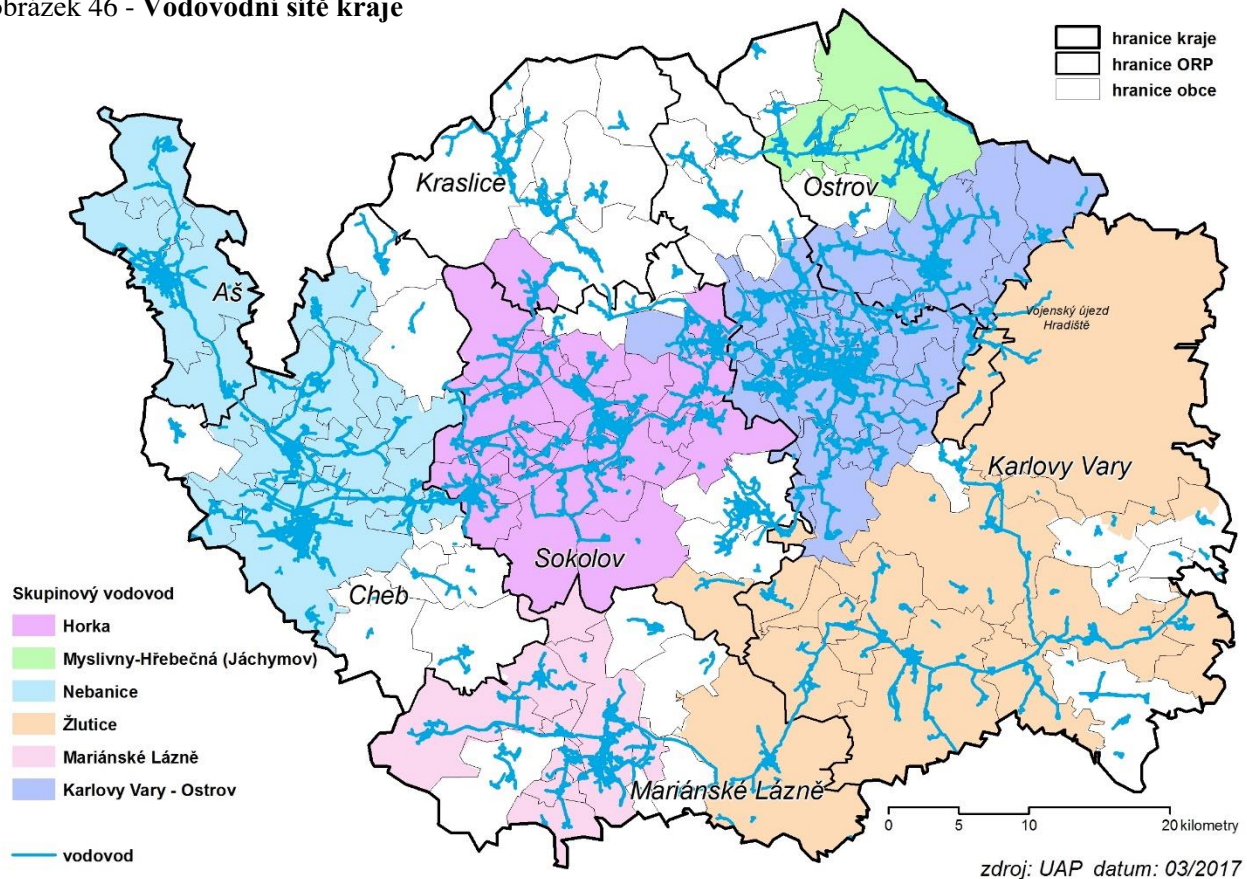 obrázek 46 - Vodovodní sítě kraje
hranice kraje
hranice ORP
hranice obce
Kraslice
Ostrov
Aš
Vojenský újezd
Hradiště
Karlovy Vary
Sokolov
Cheb
Mariánské Lázně
Skupinový vodovod
Horka
Myslivny-Hřebečná (Jáchymov)
Nebanice
Žlutice
Mariánské Lázně
Karlovy Vary - Ostrov
vodovod
0 5 10 20 kilometry
zdroj: UAP datum: 03/2017